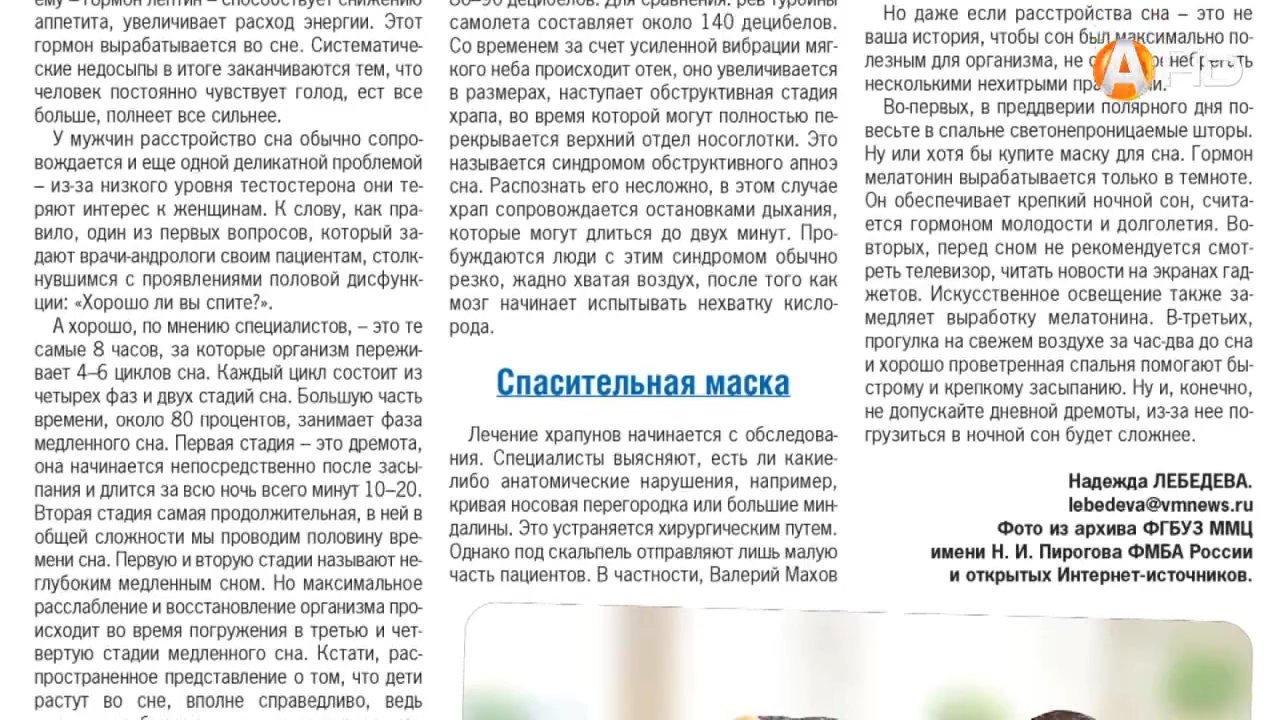 ему – гормон лептин – способствует снижению
аппетита, увеличивает расход энергии. Этот
гормон вырабатывается во сне. Систематиче-
ские недосыпы в итоге заканчиваются тем, что
человек постоянно чувствует голод, ест все
больше, полнеет все сильнее.
У мужчин расстройство сна обычно сопро-
вождается и еще одной деликатной проблемой
– из-за низкого уровня тестостерона они те-
ряют интерес к женщинам. К слову, как пра-
вило, один из первых вопросов, который за-
дают врачи-андрологи своим пациентам, столк-
нувшимся с проявлениями половой дисфунк-
ции: «Хорошо ли вы спите?».
А хорошо, по мнению специалистов, – это те
самые 8 часов, за которые организм пережи-
вает 4–6 циклов сна. Каждый цикл состоит из
четырех фаз и двух стадий сна. Большую часть
времени, около 80 процентов, занимает фаза
медленного сна. Первая стадия – это дремота,
она начинается непосредственно после засы-
пания и длится за всю ночь всего минут 10–20.
Вторая стадия самая продолжительная, в ней в
общей сложности мы проводим половину вре-
мени сна. Первую и вторую стадии называют не-
глубоким медленным сном. Но максимальное
расслабление и восстановление организма про-
исходит во время погружения в третью и чет-
вертую стадии медленного сна. Кстати, рас-
пространенное представление о том, что дети
растут во сне, вполне справедливо, ведь
80–90 децибелов. Для сравнения: рев турбины
самолета составляет около 140 децибелов.
Со временем за счет усиленной вибрации мяг-
кого неба происходит отек, оно увеличивается
в размерах, наступает обструктивная стадия
храпа, во время которой могут полностью пе-
рекрывается верхний отдел носоглотки. Это
называется синдромом обструктивного апноэ
сна. Распознать его несложно, в этом случае
храп сопровождается остановками дыхания,
которые могут длиться до двух минут. Про-
буждаются люди с этим синдромом обычно
резко, жадно хватая воздух, после того как
мозг начинает испытывать нехватку кисло-
рода.
Спасительная маска
Лечение храпунов начинается с обследова-
ния. Специалисты выясняют, есть ли какие-
либо анатомические нарушения, например,
кривая носовая перегородка или большие мин-
далины. Это устраняется хирургическим путем.
Однако под скальпель отправляют лишь малую
часть пациентов. В частности, Валерий Махов
Но даже если расстройства сна – это не
ваша история, чтобы сон был максимально по-
лезным для организма, не
несколькими нехитрыми
Во-первых, в преддверии полярного дня по-
весьте в спальне светонепроницаемые шторы.
Ну или хотя бы купите маску для сна. Гормон
мелатонин вырабатывается только в темноте.
Он обеспечивает крепкий ночной сон, счита-
ется гормоном молодости и долголетия. Во-
вторых, перед сном не рекомендуется смот-
реть телевизор, читать новости на экранах гад-
жетов. Искусственное освещение также за-
медляет выработку мелатонина. В-третьих,
прогулка на свежем воздухе за час-два до сна
и хорошо проветренная спальня помогают бы-
строму и крепкому засыпанию. Ну и, конечно,
не допускайте дневной дремоты, из-за нее по-
грузиться в ночной сон будет сложнее.
Надежда ЛЕБЕДЕВА.
lebedeva@vmnews.ru
Фото из архива ФГБУЗ ММЦ
имени Н. И. Пирогова ФМБА России
и открытых Интернет-источников.
A HD